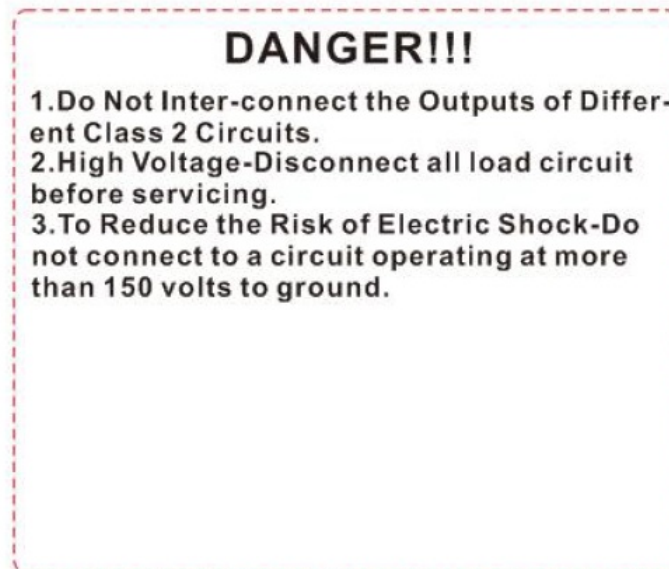 DANGER!!!
1.Do Not Inter-connect the Outputs of Differ-
ent Class 2 Circuits.
2.High Voltage-Disconnect all load circuit
before servicing.
3.To Reduce the Risk of Electric Shock-Do
not connect to a circuit operating at more
than 150 volts to ground.